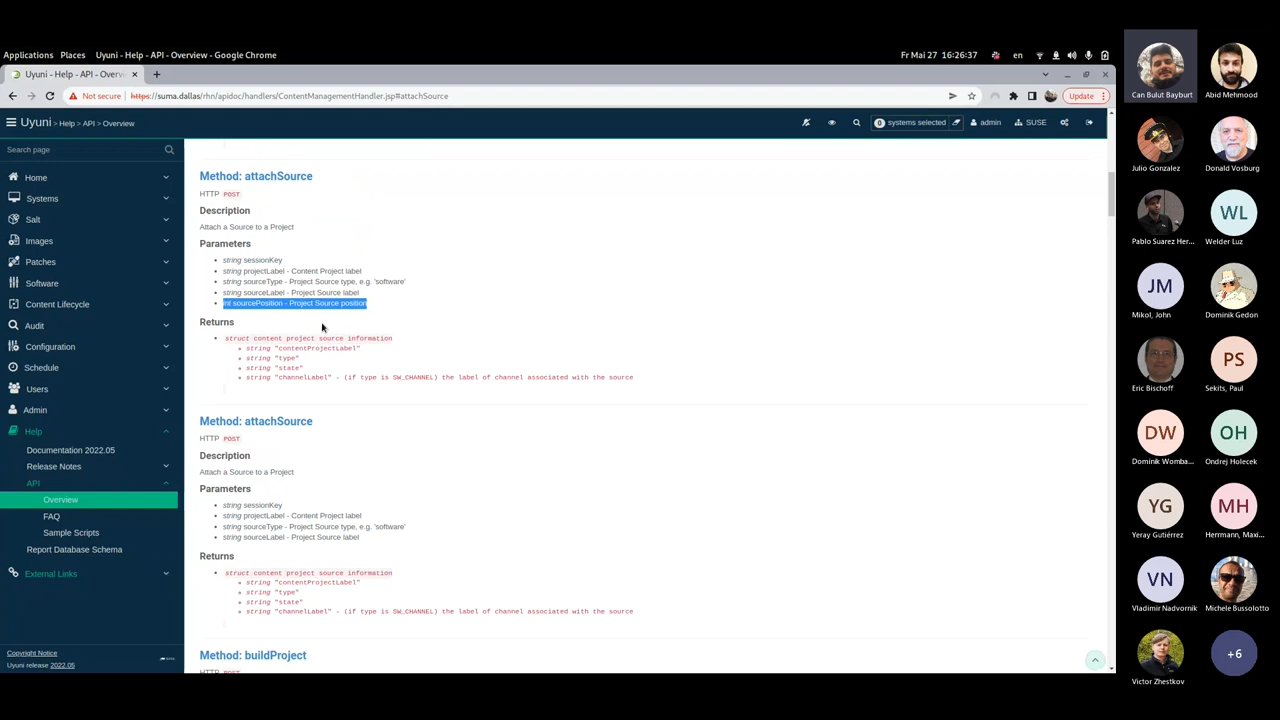 Applications Places Uyuni - Help - API - Overview - Google Chrome
Fr Mai 27 16:26:37
en
Uyuni - Help - API - Overv
Not secure https://suma.dallas/rhn/apidoc/handlers/ContentManagementHandler.jsp#attachSource
Update
Uyuni > Help > API > Overview
0 systems selected
admin
SUSE
Search page
Home
Systems
Salt
Images
Patches
Software
Content Lifecycle
Audit
Configuration
Schedule
Users
Admin
Help
Documentation 2022.05
Release Notes
API
Overview
FAQ
Sample Scripts
Report Database Schema
External Links
Copyright Notice
Uyuni release 2022.05
Method: attachSource
HTTP POST
Description
Attach a Source to a Project
Parameters
string sessionKey
string projectLabel - Content Project label
string sourceType - Project Source type, e.g. 'software'
string sourceLabel - Project Source label
int sourcePosition - Project Source position
Returns
struct content project source information
string "contentProjectLabel"
string "type"
string "state"
string "channelLabel" - (if type is SW_CHANNEL) the label of channel associated with the source
Method: attachSource
HTTP POST
Description
Attach a Source to a Project
Parameters
string sessionKey
string projectLabel - Content Project label
string sourceType - Project Source type, e.g. 'software'
string sourceLabel - Project Source label
Returns
struct content project source information
string "contentProjectLabel"
string "type"
string "state"
string "channelLabel" - (if type is SW_CHANNEL) the label of channel associated with the source
Method: buildProject
HTTP POST
Can Bulut Bayburt
Abid Mehmood
Julio Gonzalez
Donald Vosburg
Pablo Suarez Her...
WL
Welder Luz
JM
Mikol, John
Dominik Gedon
Eric Bischoff
PS
Sekits, Paul
DW
Dominik Womba...
OH
Ondrej Holecek
YG
Yeray Gutiérrez
MH
Herrmann, Maxi...
VN
Vladimir Nadvornik
Michele Bussolotto
Victor Zhestkov
+6